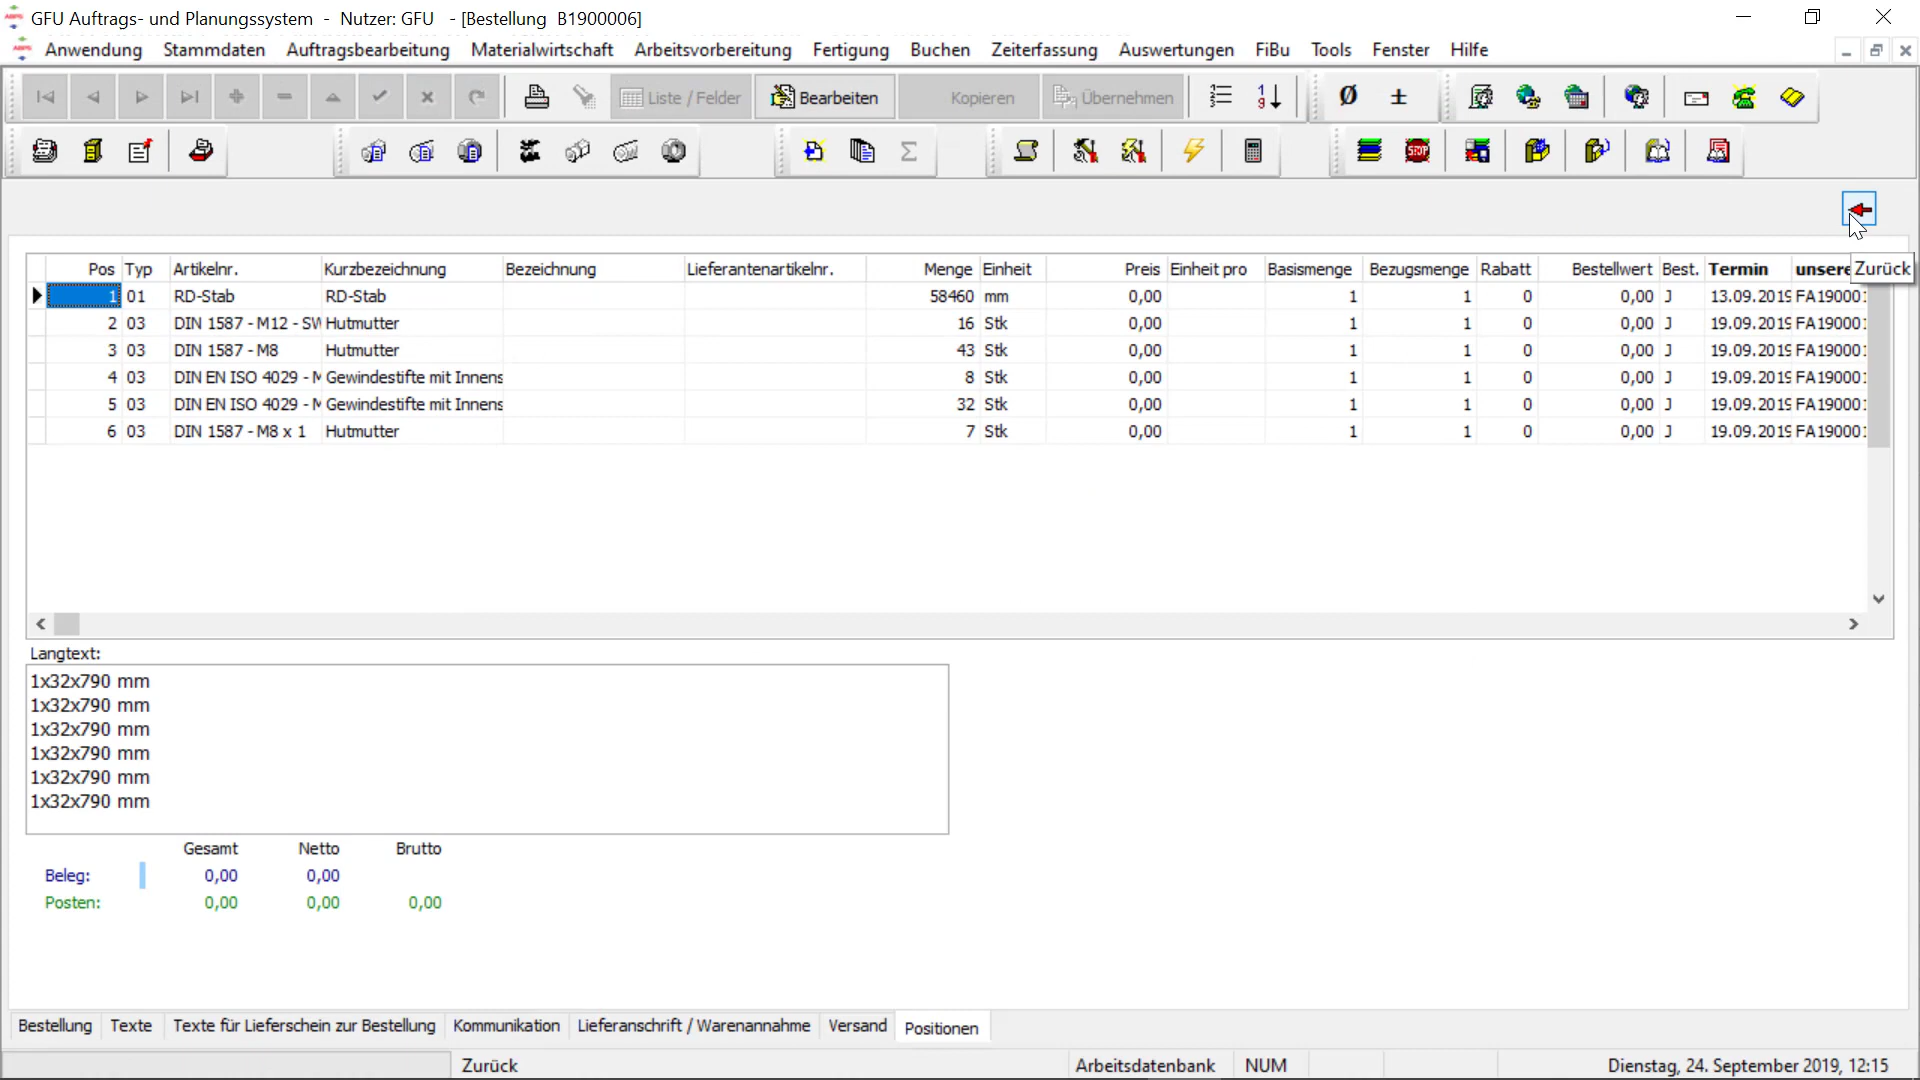 GFU Auftrags- und Planungssystem - Nutzer: GFU - [Bestellung B1900006]
Anwendung Stammdaten Auftragsbearbeitung Materialwirtschaft Arbeitsvorbereitung Fertigung Buchen Zeiterfassung Auswertungen FiBu Tools Fenster Hilfe
Liste / Felder Bearbeiten Kopieren Übernehmen
STOP
Pos Typ Artikelnr. Kurzbezeichnung Bezeichnung Lieferantenartikelnr. Menge Einheit Preis Einheit pro Basismenge Bezugsmenge Rabatt Bestellwert Best. Termin unsere Zurück
1 01 RD-Stab RD-Stab 58460 mm 0,00 1 1 0 0,00 J 13.09.2019 FA19000
2 03 DIN 1587 - M12 - SW Hutmutter 16 Stk 0,00 1 1 0 0,00 J 19.09.2019 FA19000
3 03 DIN 1587 - M8 Hutmutter 43 Stk 0,00 1 1 0 0,00 J 19.09.2019 FA19000
4 03 DIN EN ISO 4029 - M Gewindestifte mit Innens 8 Stk 0,00 1 1 0 0,00 J 19.09.2019 FA19000
5 03 DIN EN ISO 4029 - M Gewindestifte mit Innens 32 Stk 0,00 1 1 0 0,00 J 19.09.2019 FA19000
6 03 DIN 1587 - M8 x 1 Hutmutter 7 Stk 0,00 1 1 0 0,00 J 19.09.2019 FA19000
Langtext:
1x32x790 mm
1x32x790 mm
1x32x790 mm
1x32x790 mm
1x32x790 mm
1x32x790 mm
Gesamt Netto Brutto
Beleg: 0,00 0,00
Posten: 0,00 0,00 0,00
Bestellung Texte Texte für Lieferschein zur Bestellung Kommunikation Lieferanschrift / Warenannahme Versand Positionen
Zurück Arbeitsdatenbank NUM Dienstag, 24. September 2019, 12:15